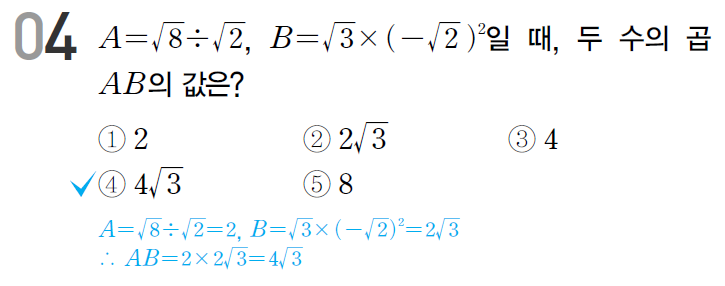 04 A=√8÷√2, B=√3×(−√2)²일 때, 두 수의 곱
AB의 값은?
① 2 ② 2√3 ③ 4
④ 4√3 ⑤ 8
A=√8÷√2=2, B=√3×(−√2)²=2√3
∴ AB=2×2√3=4√3